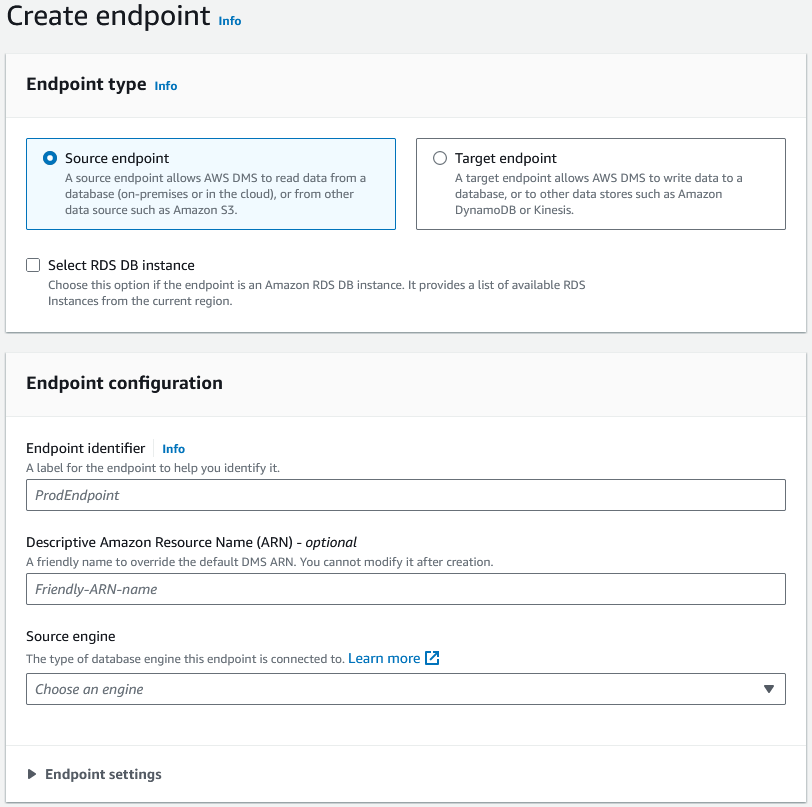 Create endpoint Info
Endpoint type Info
Source endpoint
A source endpoint allows AWS DMS to read data from a
database (on-premises or in the cloud), or from other
data source such as Amazon S3.
Target endpoint
A target endpoint allows AWS DMS to write data to a
database, or to other data stores such as Amazon
DynamoDB or Kinesis.
Select RDS DB instance
Choose this option if the endpoint is an Amazon RDS DB instance. It provides a list of available RDS
Instances from the current region.
Endpoint configuration
Endpoint identifier Info
A label for the endpoint to help you identify it.
ProdEndpoint
Descriptive Amazon Resource Name (ARN) - optional
A friendly name to override the default DMS ARN. You cannot modify it after creation.
Friendly-ARN-name
Source engine
The type of database engine this endpoint is connected to. Learn more
Choose an engine
Endpoint settings